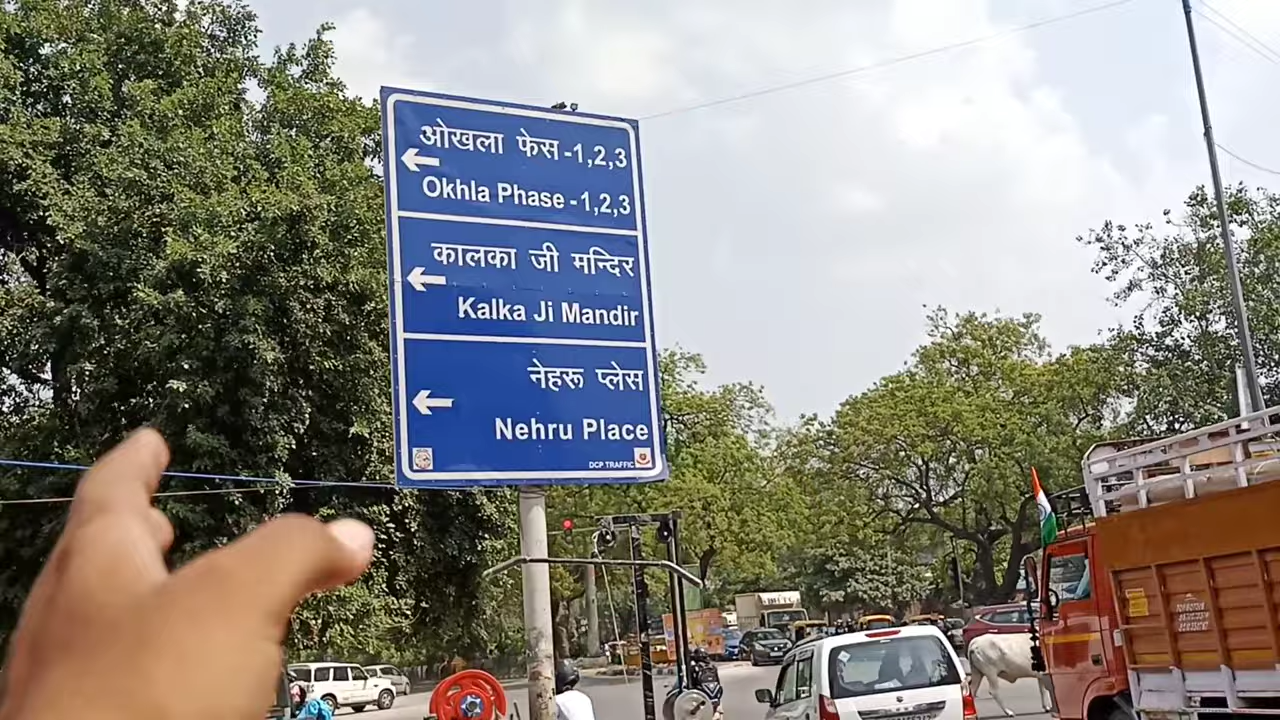 ओखला फेस-1,2,3
Okhla Phase-1,2,3
कालका जी मन्दिर
Kalka Ji Mandir
नेहरू प्लेस
Nehru Place
DCP TRAFFIC